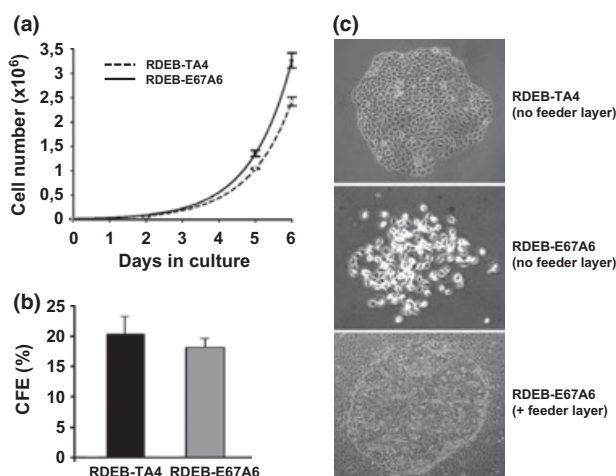 (a)
3,5
3
2,5
2
1,5
1
0,5
0
Cell number (x10⁶)
RDEB-TA4
RDEB-E67A6
0 1 2 3 4 5 6
Days in culture
(b)
25
20
15
10
5
0
CFE (%)
RDEB-TA4 RDEB-E67A6
(c)
RDEB-TA4
(no feeder layer)
RDEB-E67A6
(no feeder layer)
RDEB-E67A6
(+ feeder layer)